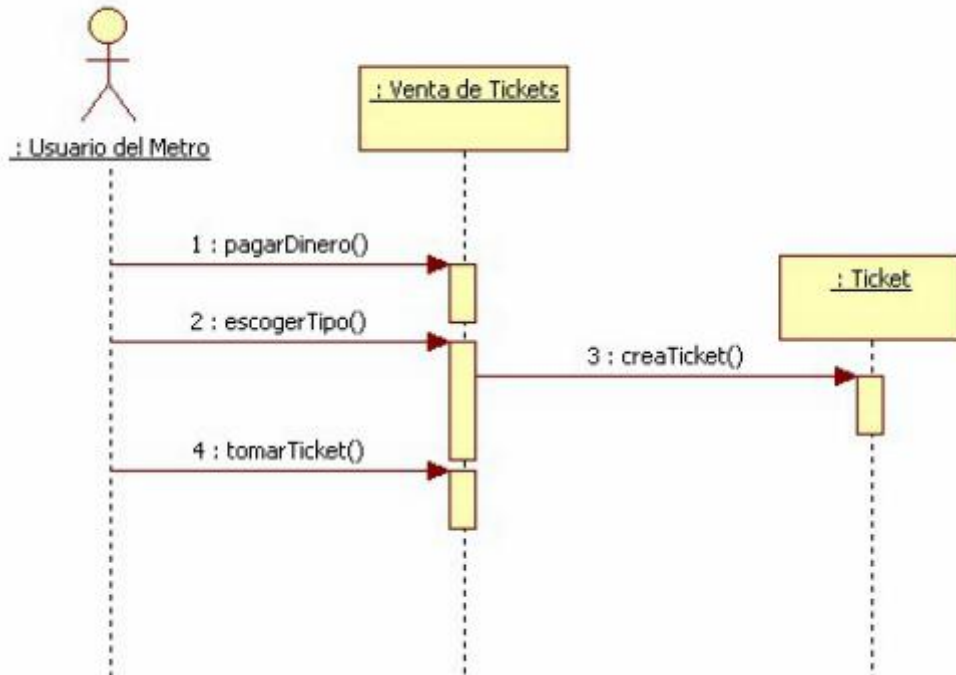 : Usuario del Metro
: Venta de Tickets
1 : pagarDinero()
: Ticket
2 : escogerTipo()
3 : creaTicket()
4 : tomarTicket()